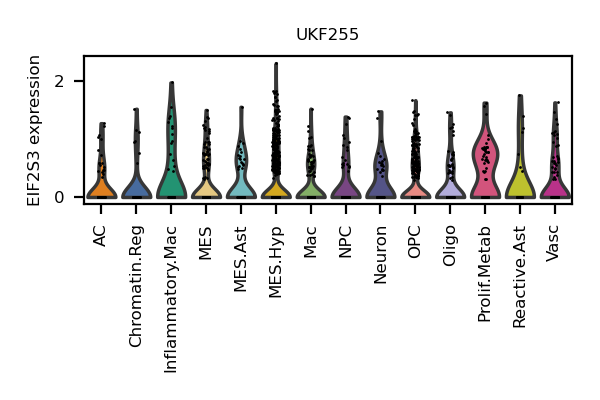 UKF255
EIF2S3 expression
2
0
AC
Chromatin.Reg
Inflammatory.Mac
MES
MES.Ast
MES.Hyp
Mac
NPC
Neuron
OPC
Oligo
Prolif.Metab
Reactive.Ast
Vasc